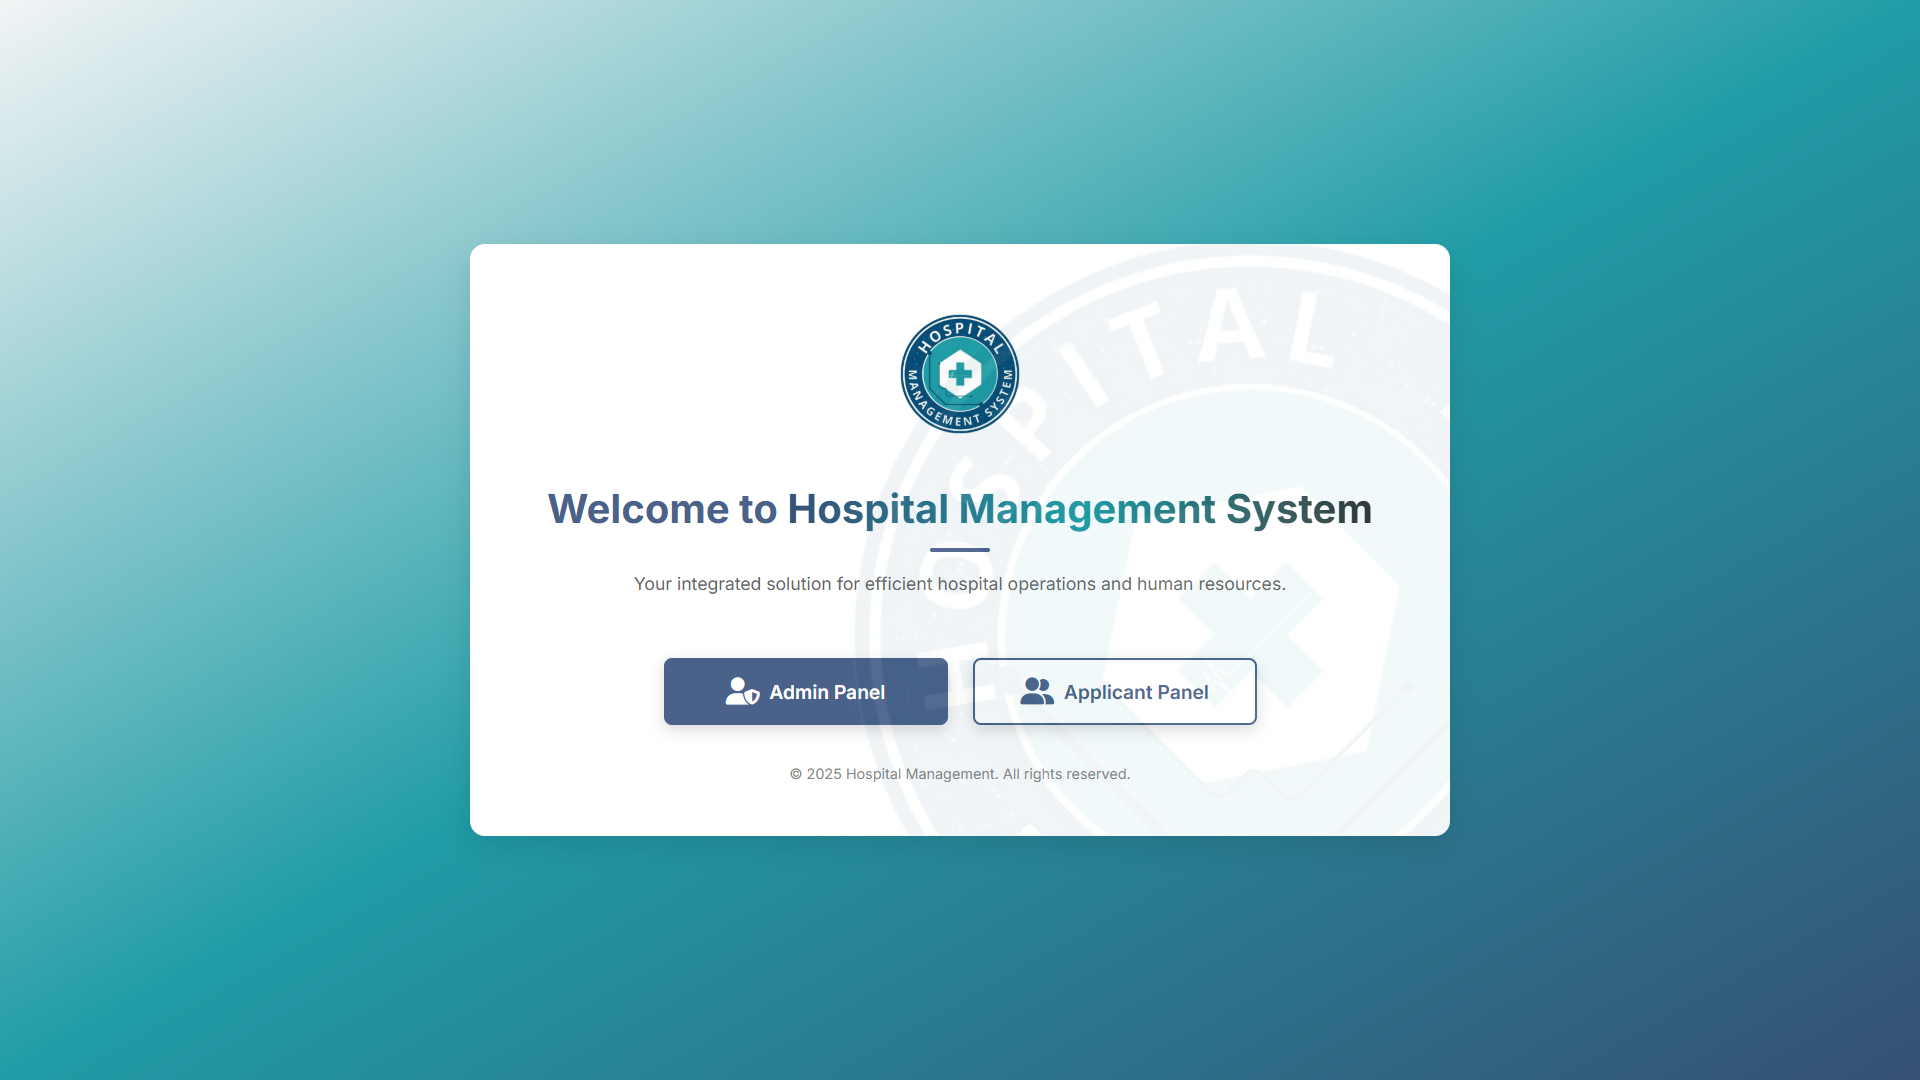 HOSPITAL
MANAGEMENT SYSTEM
HOSPITAL
Welcome to Hospital Management System
Your integrated solution for efficient hospital operations and human resources.
Admin Panel
Applicant Panel
© 2025 Hospital Management. All rights reserved.